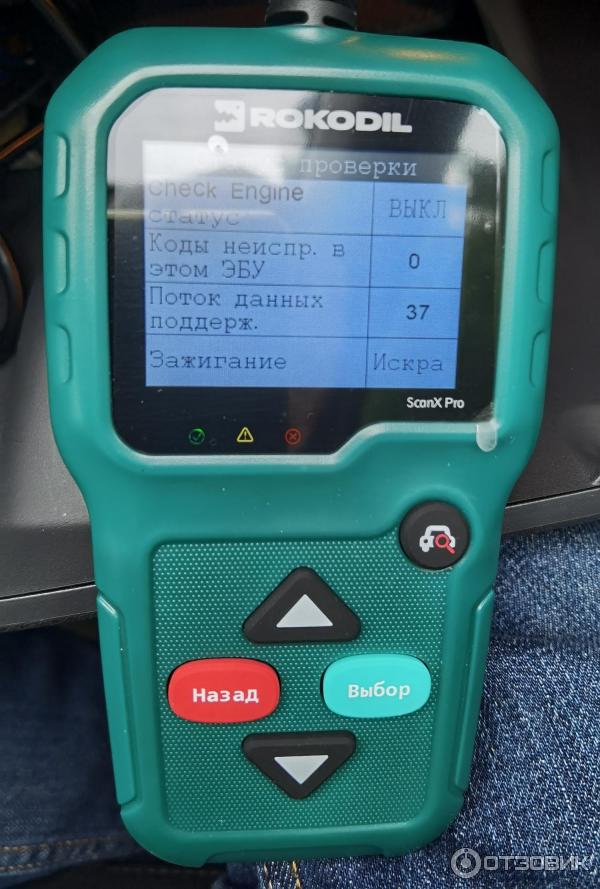 ROKODIL
Статус проверки
Check Engine
статус
ВЫКЛ
Коды неиспр. в
этом ЭБУ
0
Поток данных
поддерж.
37
Зажигание
Искра
ScanX Pro
Назад
Выбор
ОТЗОВИК